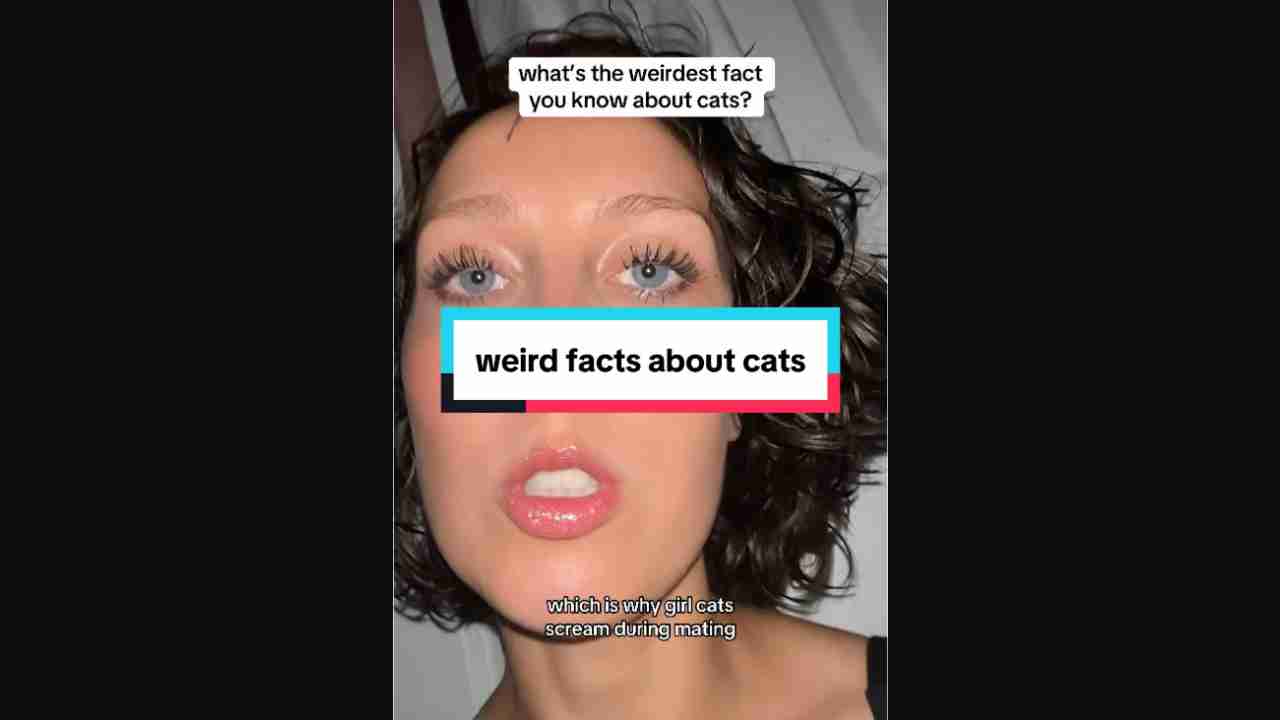 what's the weirdest fact
you know about cats?
weird facts about cats
which is why girl cats
scream during mating